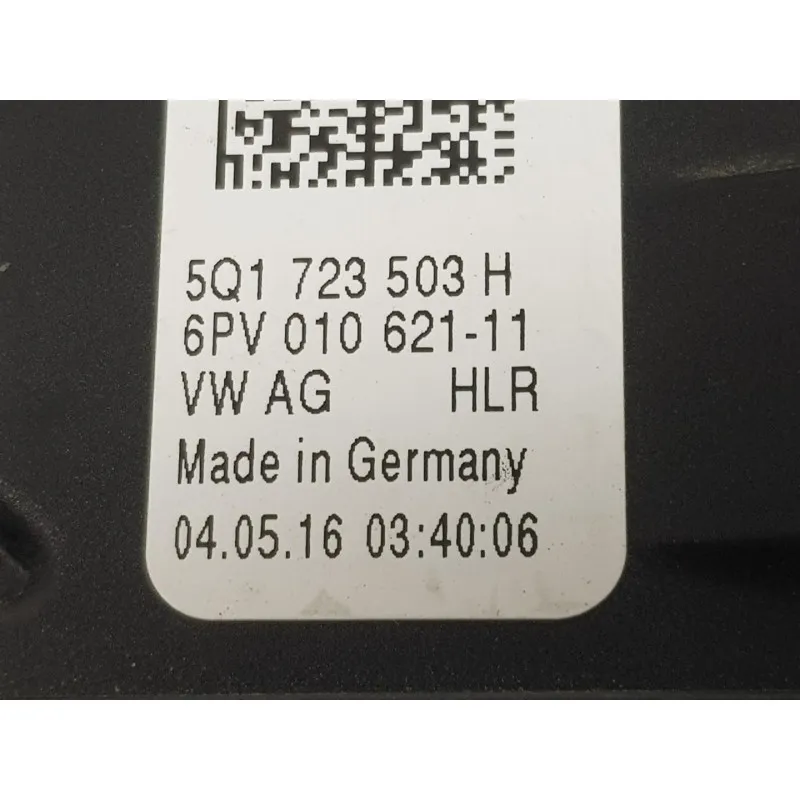 5Q1 723 503 H
6PV 010 621-11
VW AG HLR
Made in Germany
04.05.16 03:40:06